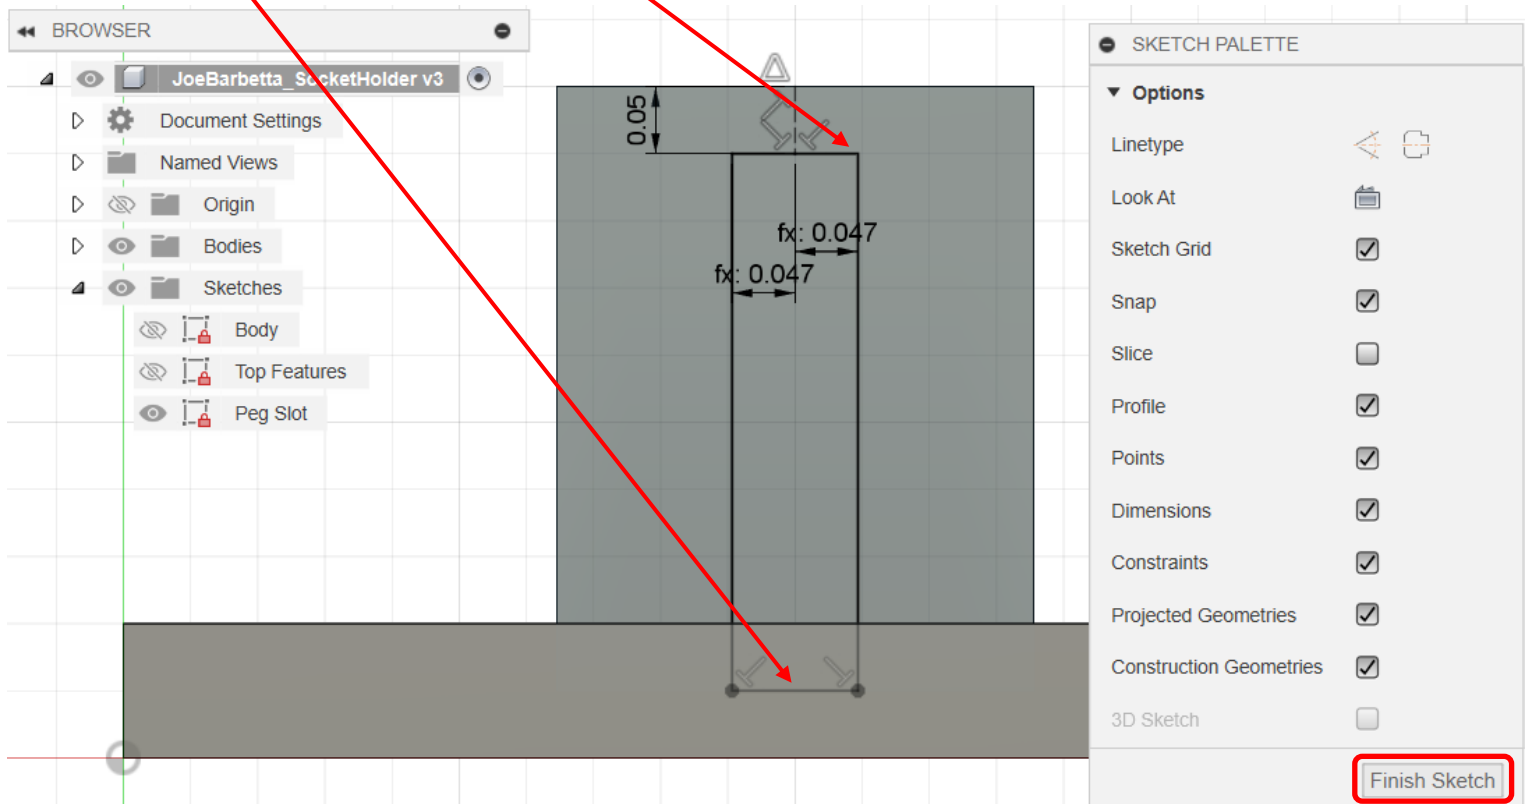 BROWSER
JoeBarbetta_SocketHolder v3
Document Settings
Named Views
Origin
Bodies
Sketches
Body
Top Features
Peg Slot
0.05
fx: 0.047
fx: 0.047
SKETCH PALETTE
Options
Linetype
Look At
Sketch Grid
Snap
Slice
Profile
Points
Dimensions
Constraints
Projected Geometries
Construction Geometries
3D Sketch
Finish Sketch